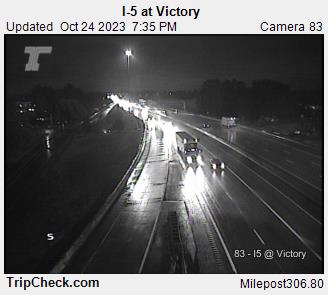 I-5 at Victory
Updated Oct 24 2023 7:35 PM Camera 83
T
S
83 - I5 @ Victory
TripCheck.com Milepost306.80